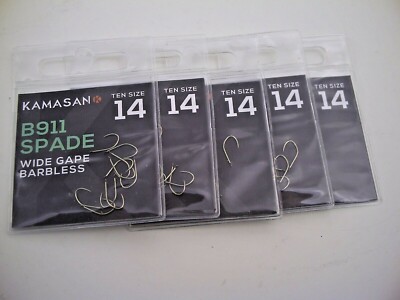 KAMASAN
TEN SIZE
14
B911
SPADE
WIDE GAPE
BARBLESS
TEN SIZE
14
TEN SIZE
14
TEN SIZE
14
TEN SIZE
14